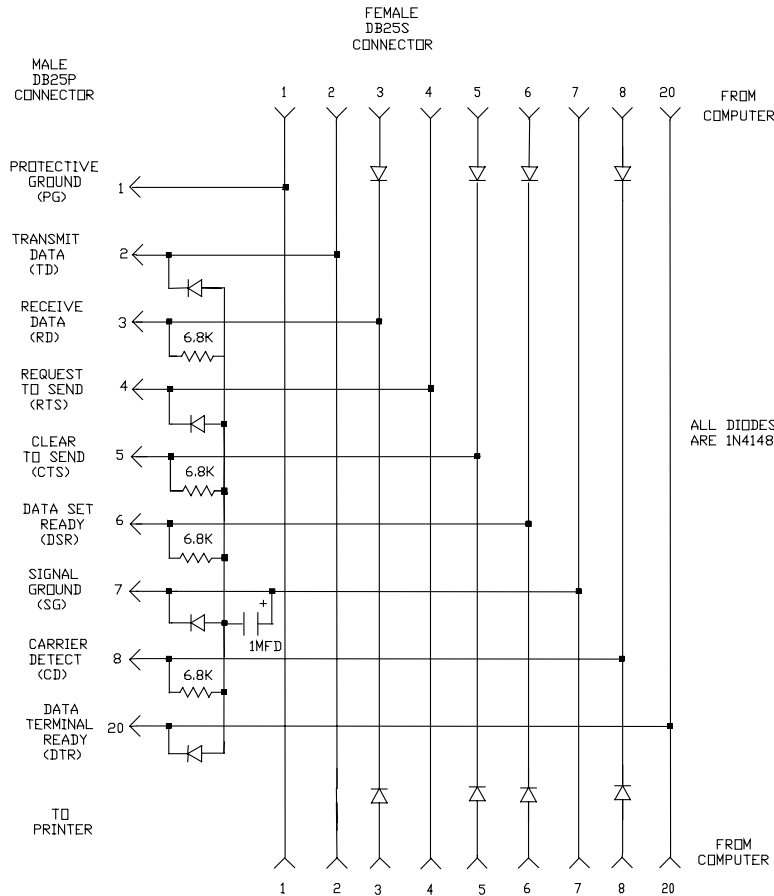 FEMALE
DB25S
CONNECTOR
MALE
DB25P
CONNECTOR
1 2 3 4 5 6 7 8 20
FROM
COMPUTER
PROTECTIVE
GROUND
(PG)
1
TRANSMIT
DATA
(TD)
2
RECEIVE
DATA
(RD)
3
6.8K
REQUEST
TO SEND
(RTS)
4
ALL DIODES
ARE 1N4148
CLEAR
TO SEND
(CTS)
5
6.8K
DATA SET
READY
(DSR)
6
6.8K
SIGNAL
GROUND
(SG)
7
+
1MFD
CARRIER
DETECT
(CD)
8
6.8K
DATA
TERMINAL
READY
(DTR)
20
TO
PRINTER
FROM
COMPUTER
1 2 3 4 5 6 7 8 20